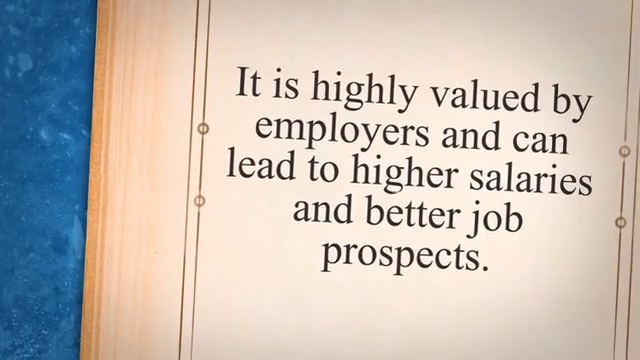 It is highly valued by
employers and can
lead to higher salaries
and better job
prospects.